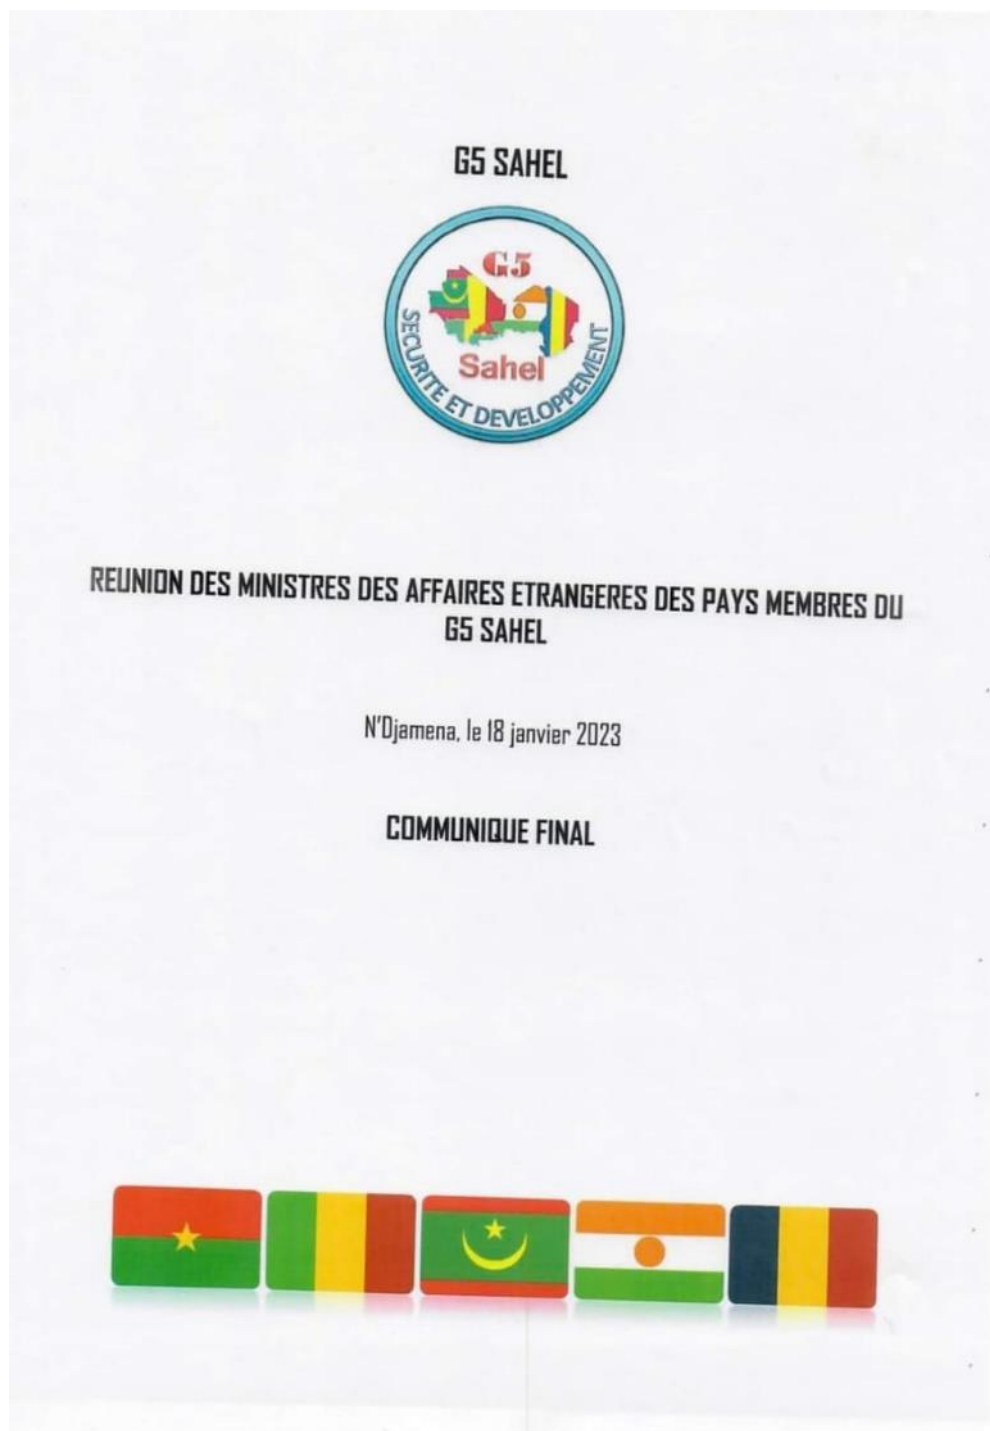 G5 SAHEL
G5
Sahel
SECURITE ET DEVELOPPEMENT
REUNION DES MINISTRES DES AFFAIRES ETRANGERES DES PAYS MEMBRES DU
G5 SAHEL
N'Djamena, le 18 janvier 2023
COMMUNIQUE FINAL